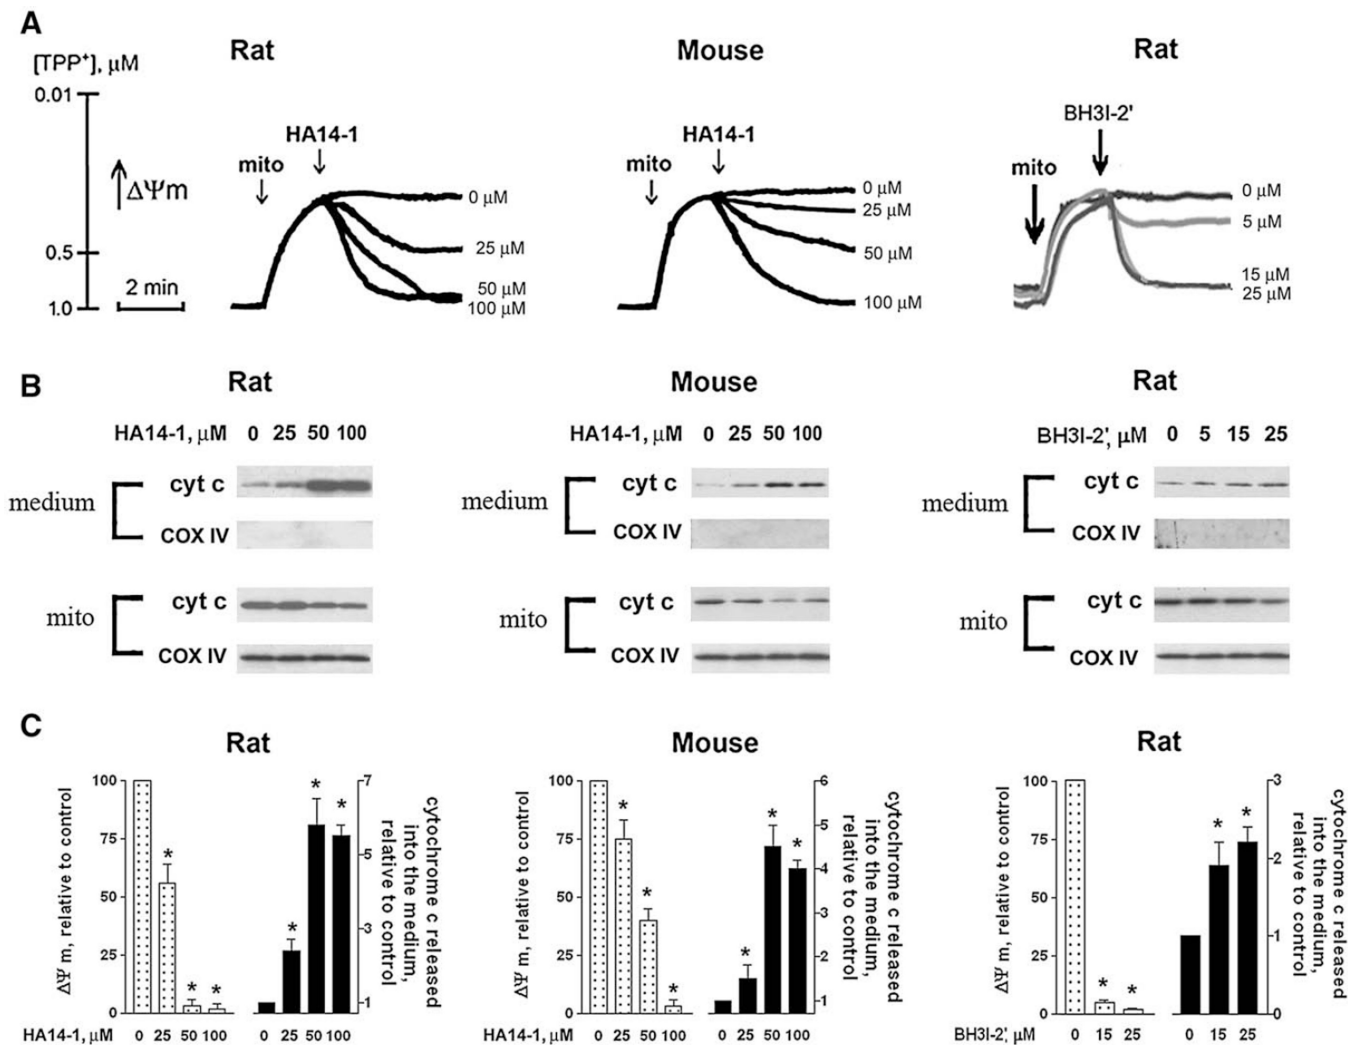 A
Rat
Mouse
Rat
[TPP⁺], μM
0.01
0.5
1.0
ΔΨm
2 min
mito
HA14-1
0 μM
25 μM
50 μM
100 μM
mito
HA14-1
0 μM
25 μM
50 μM
100 μM
mito
BH3I-2'
0 μM
5 μM
15 μM
25 μM
B
Rat
Mouse
Rat
HA14-1, μM 0 25 50 100
medium
cyt c
COX IV
mito
cyt c
COX IV
HA14-1, μM 0 25 50 100
medium
cyt c
COX IV
mito
cyt c
COX IV
BH3I-2', μM 0 5 15 25
medium
cyt c
COX IV
mito
cyt c
COX IV
C
Rat
Mouse
Rat
ΔΨ m, relative to control
100
75
50
25
0
* * *
* * *
7
5
3
1
cytochrome c released
into the medium,
relative to control
HA14-1, μM 0 25 50 100 0 25 50 100
ΔΨ m, relative to control
100
75
50
25
0
* * *
* * *
6
5
4
3
2
1
cytochrome c released
into the medium,
relative to control
HA14-1, μM 0 25 50 100 0 25 50 100
ΔΨ m, relative to control
100
75
50
25
0
* *
* *
3
2
1
0
cytochrome c released
into the medium,
relative to control
BH3I-2', μM 0 15 25 0 15 25